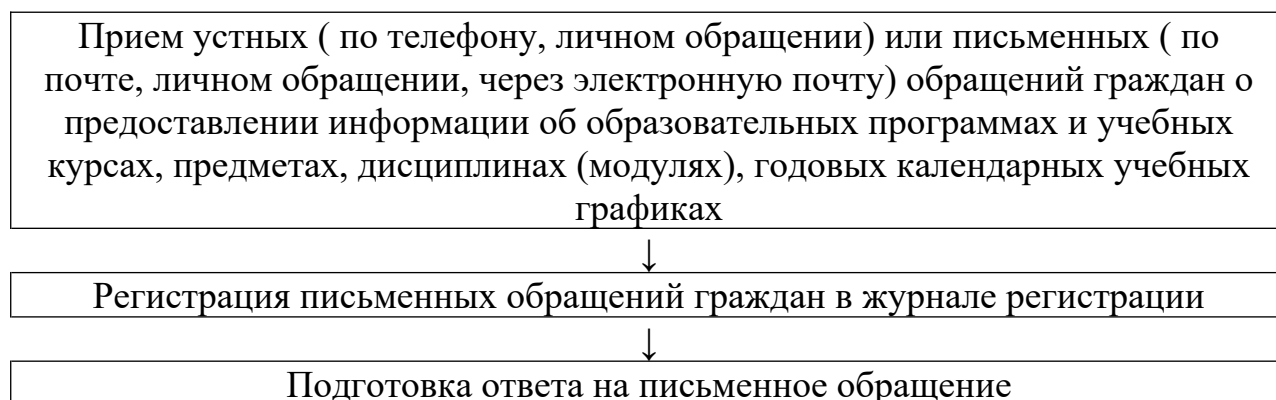 Прием устных ( по телефону, личном обращении) или письменных ( по
почте, личном обращении, через электронную почту) обращений граждан о
предоставлении информации об образовательных программах и учебных
курсах, предметах, дисциплинах (модулях), годовых календарных учебных
графиках
↓
Регистрация письменных обращений граждан в журнале регистрации
↓
Подготовка ответа на письменное обращение